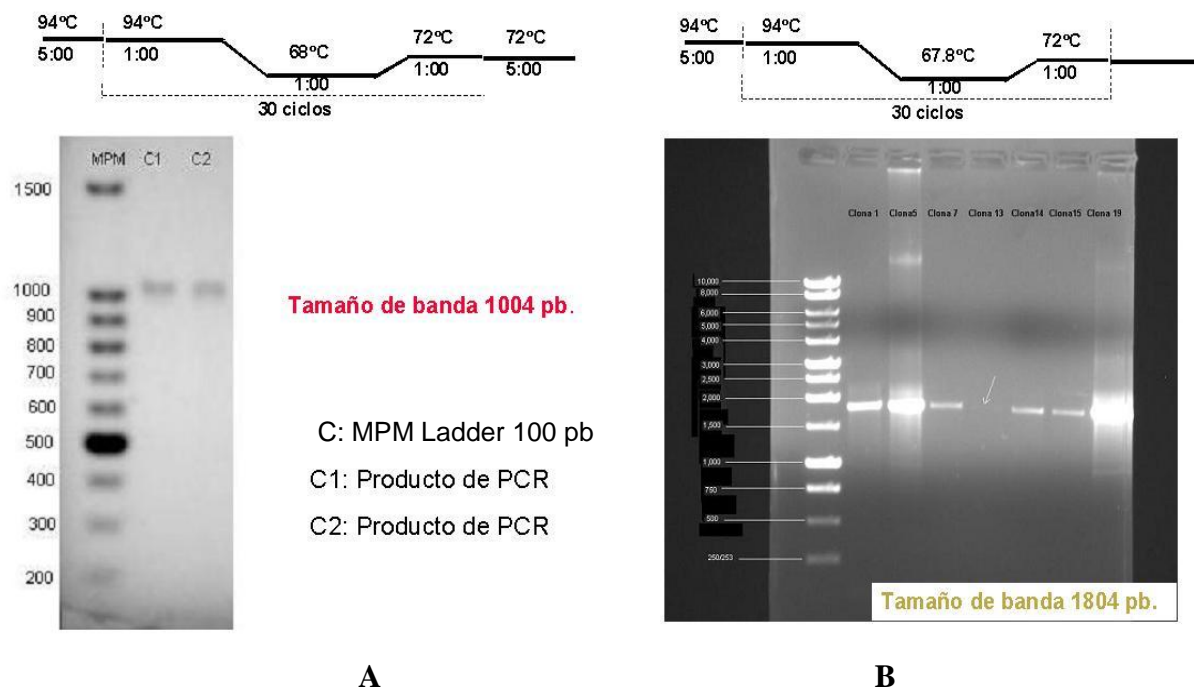 94ºC 94ºC 68ºC 72ºC 72ºC
5:00 1:00 1:00 1:00 5:00
30 ciclos
MPM C1 C2
1500
1000
900
800
700
600
500
400
300
200
Tamaño de banda 1004 pb.
C: MPM Ladder 100 pb
C1: Producto de PCR
C2: Producto de PCR
A
94ºC 94ºC 67.8ºC 72ºC
5:00 1:00 1:00 1:00
30 ciclos
Clona 1 Clona5 Clona 7 Clona 13 Clona14 Clona15 Clona 19
10,000
8,000
6,000
5,000
4,000
3,000
2,500
2,000
1,500
1,000
750
500
250/253
Tamaño de banda 1804 pb.
B